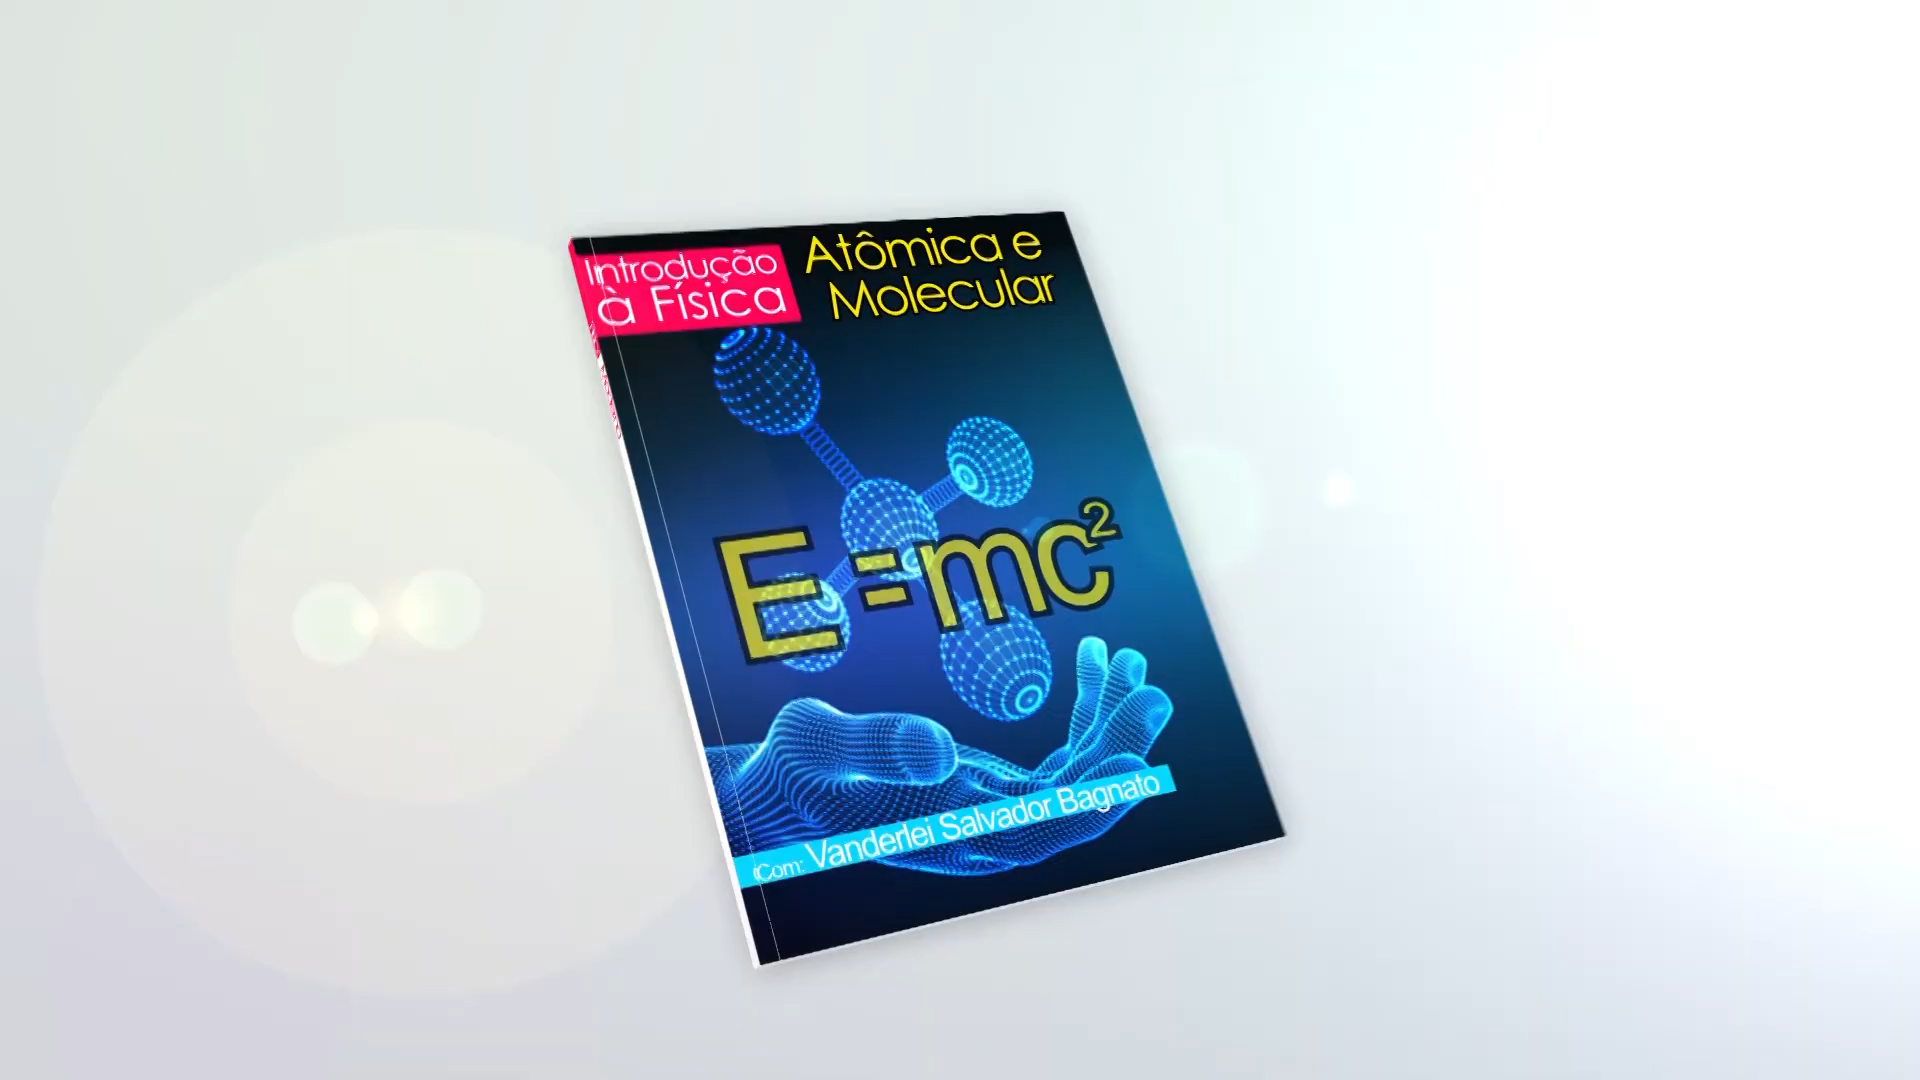 Introdução
à Física
Atômica e
Molecular
E=mc²
Com: Vanderlei Salvador Bagnato